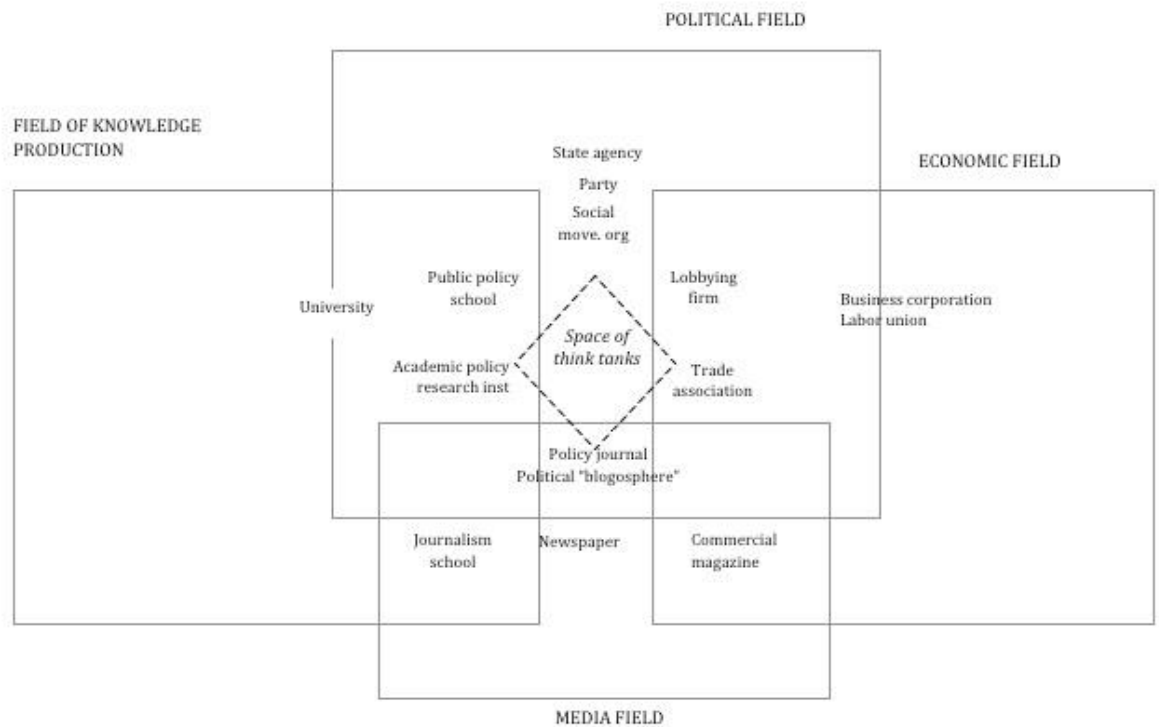 POLITICAL FIELD
FIELD OF KNOWLEDGE
PRODUCTION
ECONOMIC FIELD
State agency
Party
Social
move. org
Public policy
school
Lobbying
firm
University
Business corporation
Labor union
Space of
think tanks
Academic policy
research inst
Trade
association
Policy journal
Political "blogosphere"
Journalism
school
Newspaper
Commercial
magazine
MEDIA FIELD